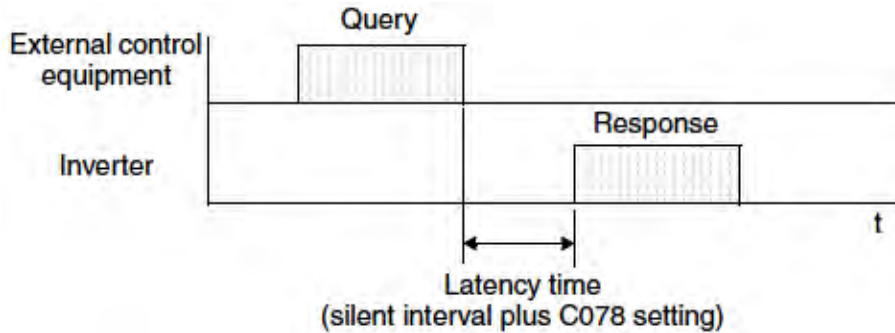 Query
External control
equipment
Response
Inverter
t
Latency time
(silent interval plus C078 setting)